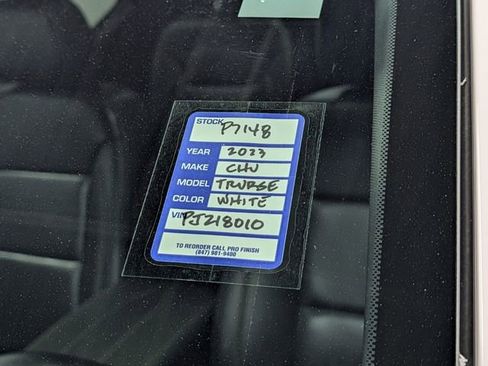 STOCK P7148
YEAR 2023
MAKE CHV
MODEL TRVRSE
COLOR WHITE
VIN PJ218010
TO REORDER CALL PRO FINISH
(847) 981-9400